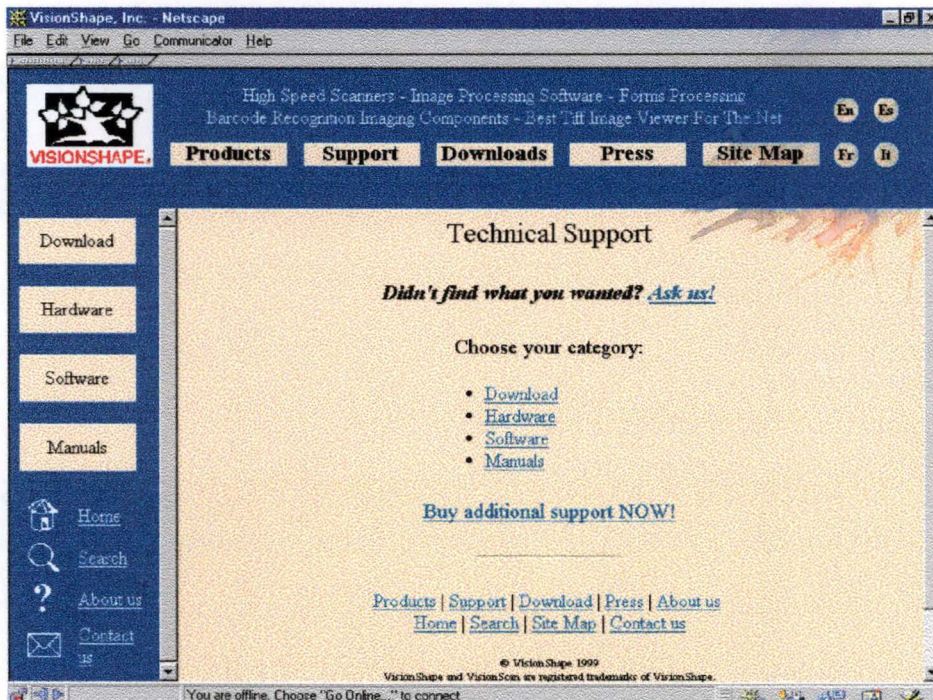 VisionShape, Inc. - Netscape
File Edit View Go Communicator Help
VISIONSHAPE.
High Speed Scanners - Image Processing Software - Forms Processing
Barcode Recognition Imaging Components - Best Tiff Image Viewer For The Net
En Es
Products Support Downloads Press Site Map Fr It
Download
Hardware
Software
Manuals
Home
Search
About us
Contact
us
Technical Support
Didn't find what you wanted? Ask us!
Choose your category:
• Download
• Hardware
• Software
• Manuals
Buy additional support NOW!
Products | Support | Download | Press | About us
Home | Search | Site Map | Contact us
© VisionShape 1999
VisionShape and VisionScan are registered trademarks of VisionShape.
You are offline. Choose "Go Online..." to connect